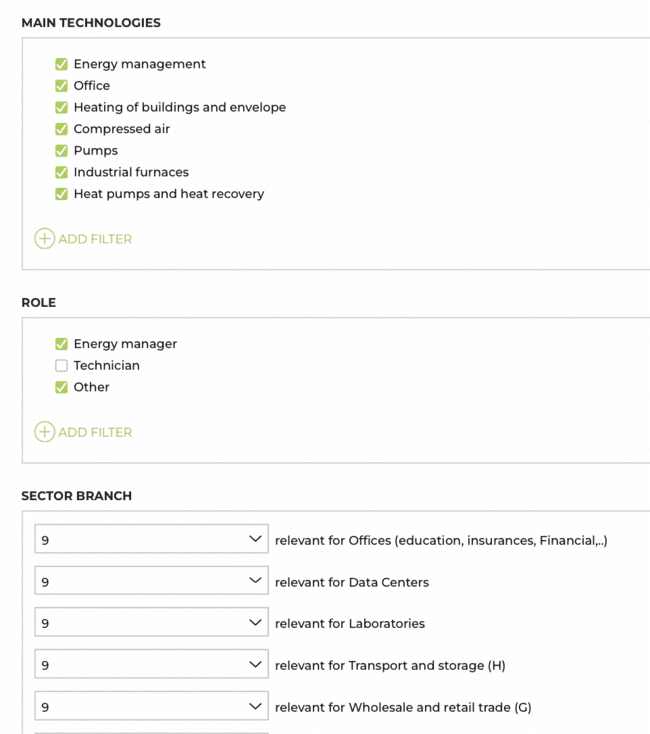 MAIN TECHNOLOGIES
Energy management
Office
Heating of buildings and envelope
Compressed air
Pumps
Industrial furnaces
Heat pumps and heat recovery
ADD FILTER
ROLE
Energy manager
Technician
Other
ADD FILTER
SECTOR BRANCH
9 relevant for Offices (education, insurances, Financial,..)
9 relevant for Data Centers
9 relevant for Laboratories
9 relevant for Transport and storage (H)
9 relevant for Wholesale and retail trade (G)